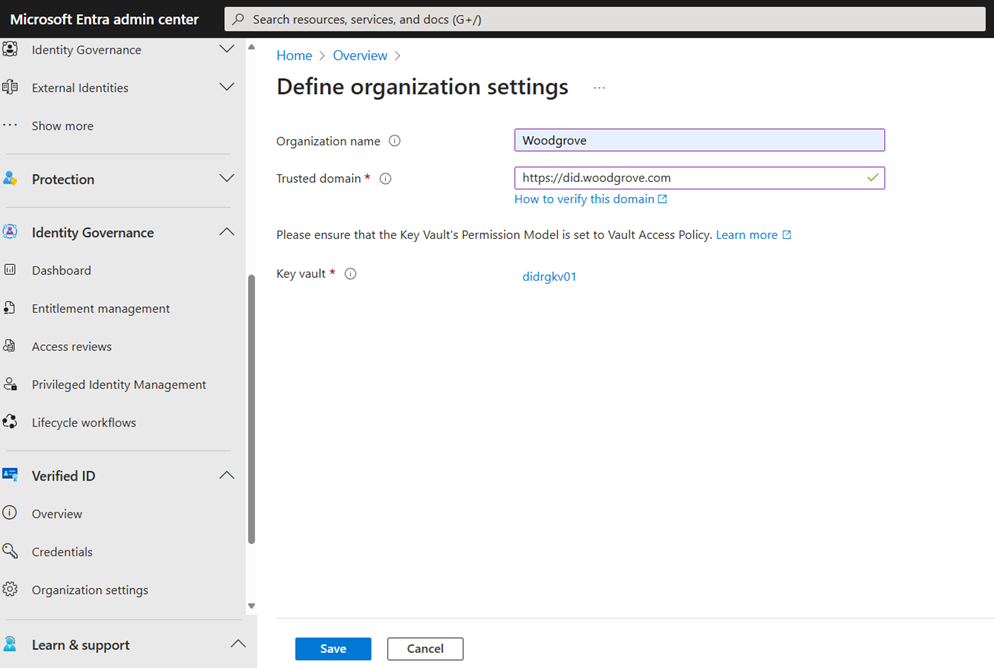 Microsoft Entra admin center
Search resources, services, and docs (G+/)
Identity Governance
External Identities
Show more
Protection
Identity Governance
Dashboard
Entitlement management
Access reviews
Privileged Identity Management
Lifecycle workflows
Verified ID
Overview
Credentials
Organization settings
Learn & support
Home > Overview >
Define organization settings ...
Organization name
Woodgrove
Trusted domain *
https://did.woodgrove.com
How to verify this domain
Please ensure that the Key Vault's Permission Model is set to Vault Access Policy. Learn more
Key vault *
didrgkv01
Save
Cancel